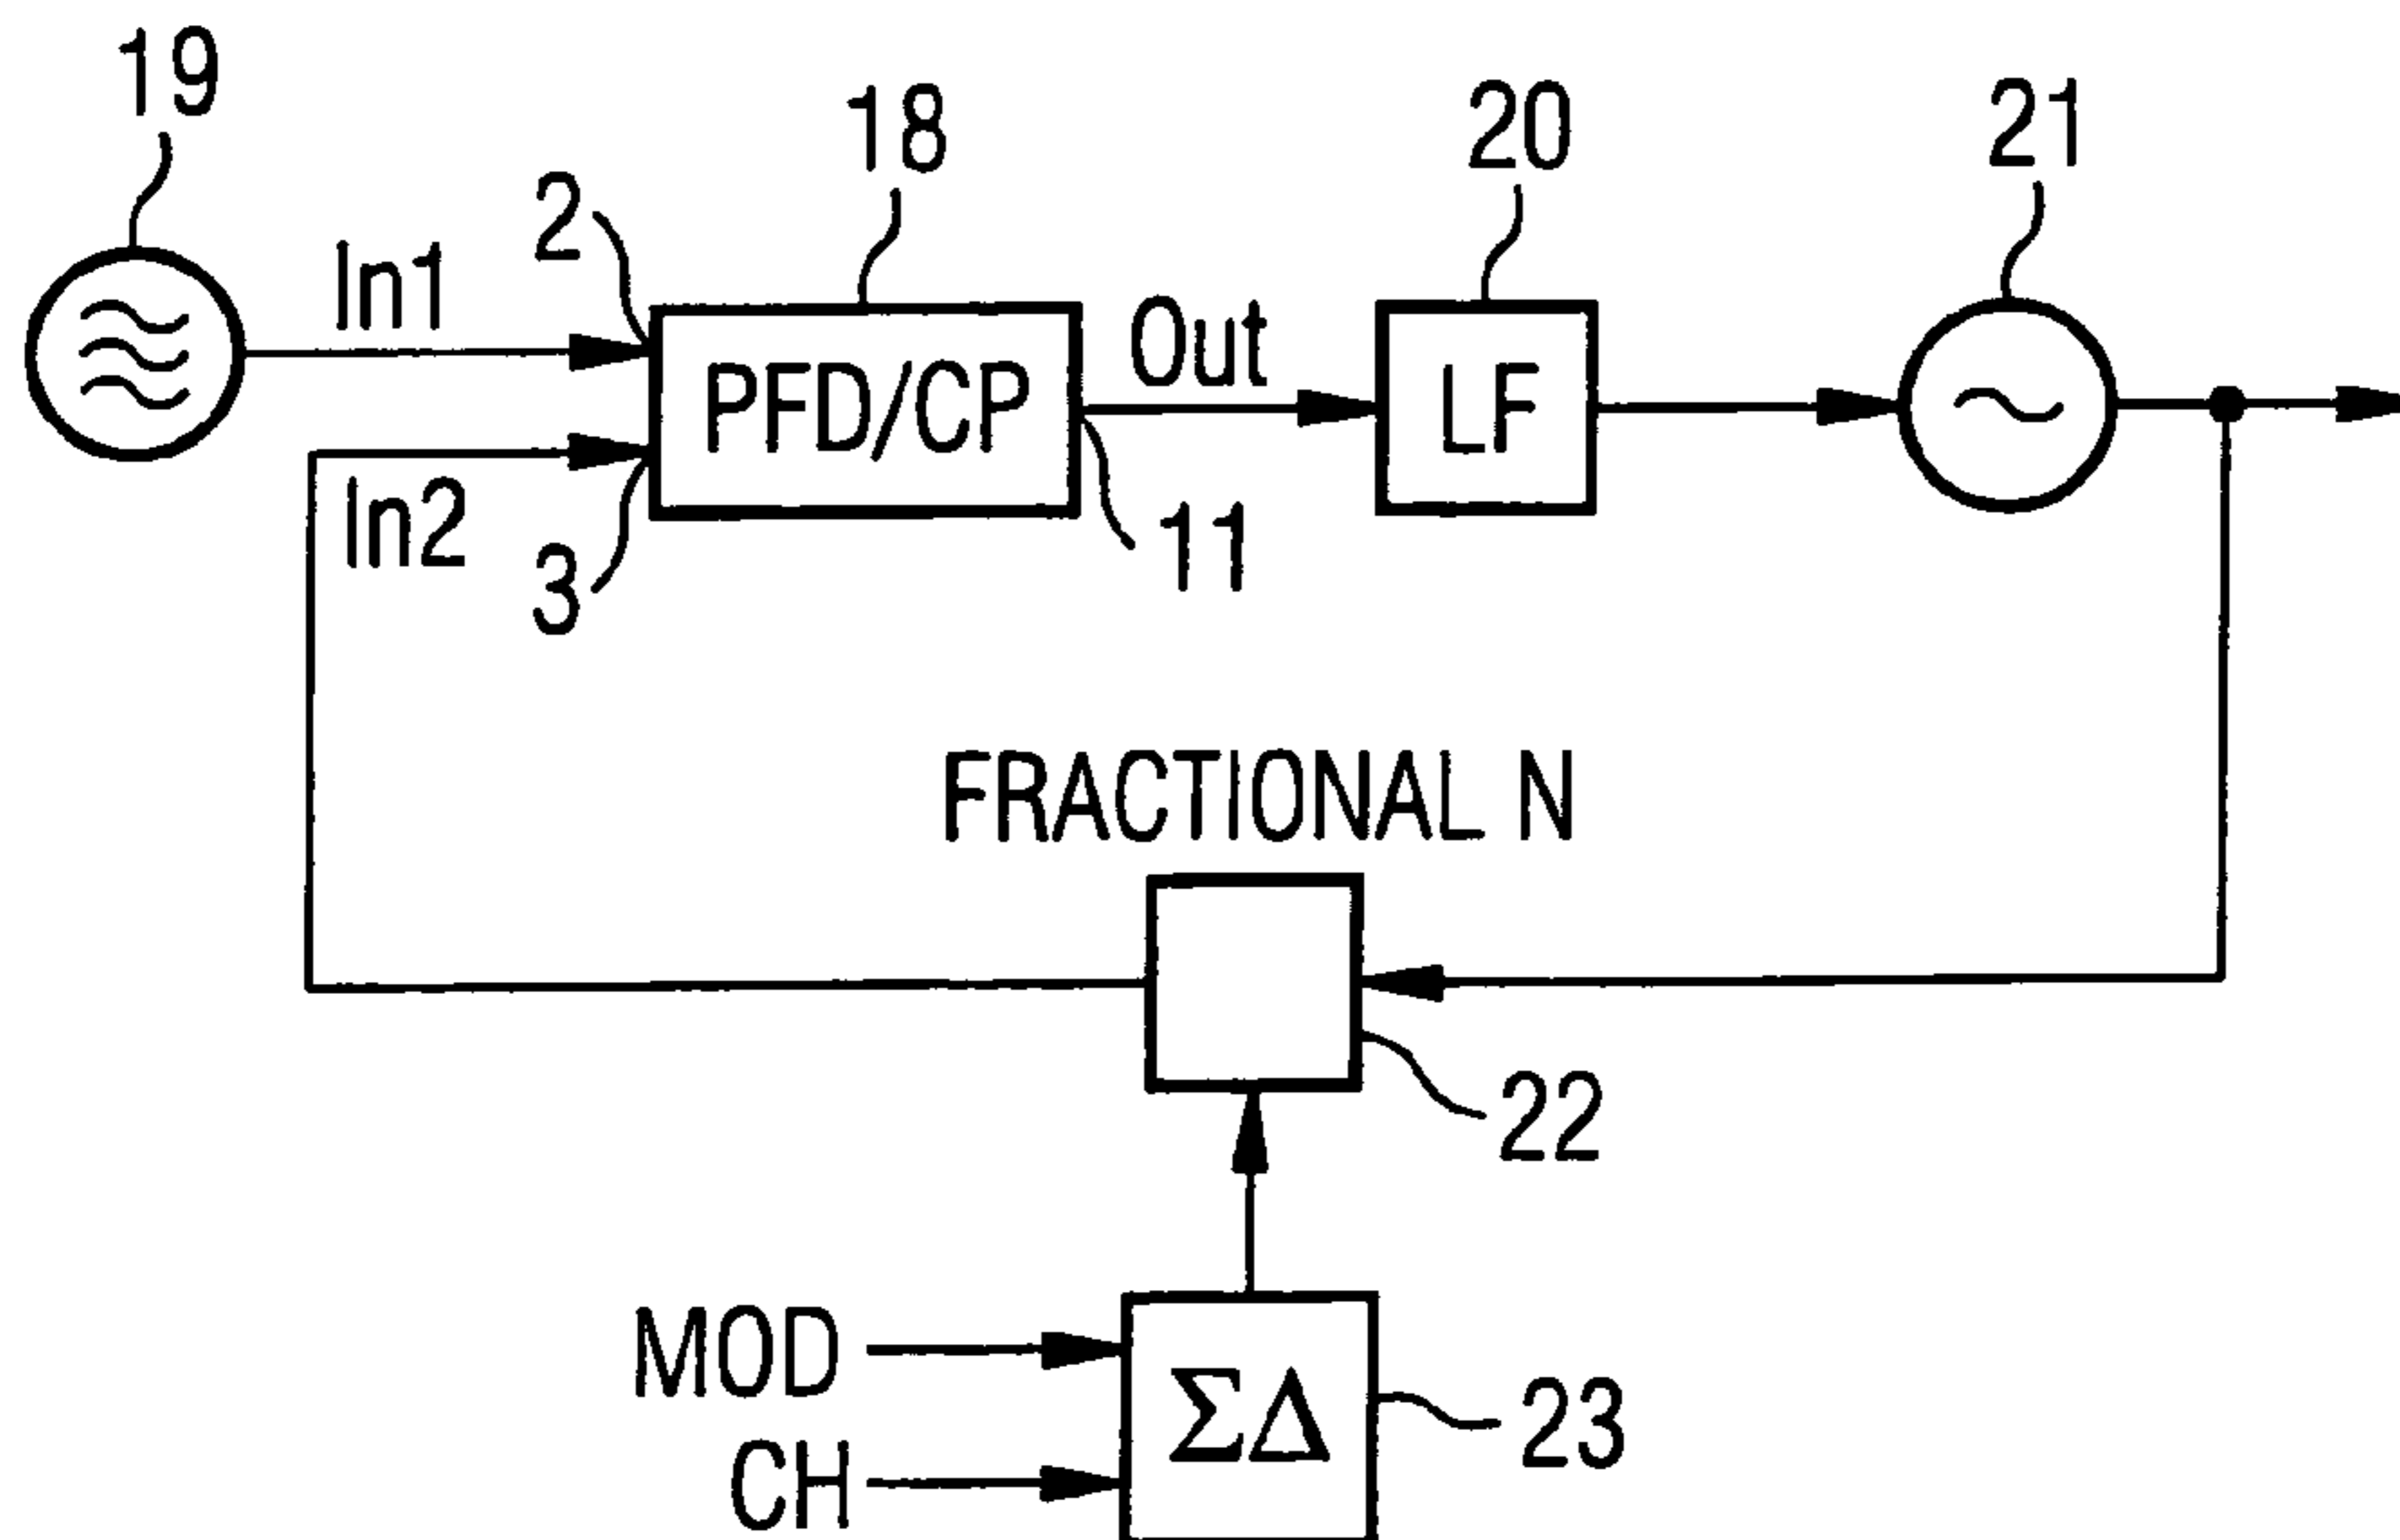 19
18
20
21
2
In1
Out
PFD/CP
LF
In2
3
11
FRACTIONAL N
22
MOD
ΣΔ
23
CH